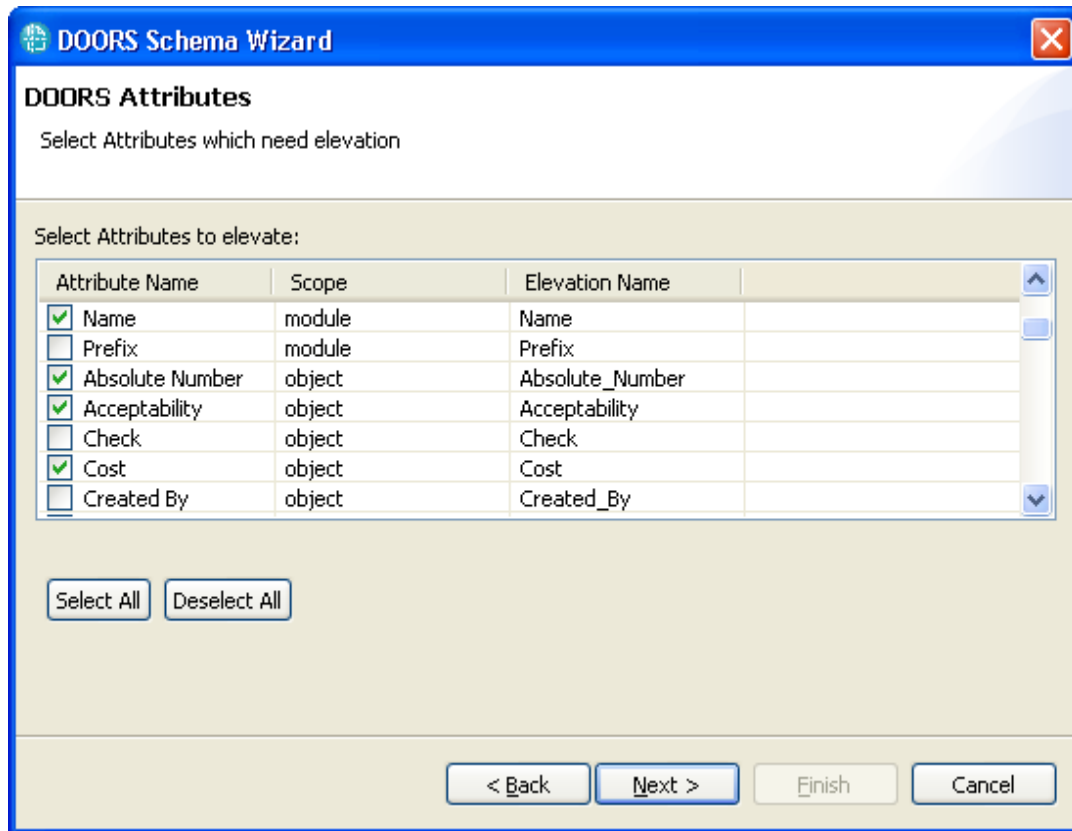 DOORS Schema Wizard
DOORS Attributes
Select Attributes which need elevation
Select Attributes to elevate:
Attribute Name Scope Elevation Name
Name module Name
Prefix module Prefix
Absolute Number object Absolute_Number
Acceptability object Acceptability
Check object Check
Cost object Cost
Created By object Created_By
Select All Deselect All
< Back Next > Finish Cancel